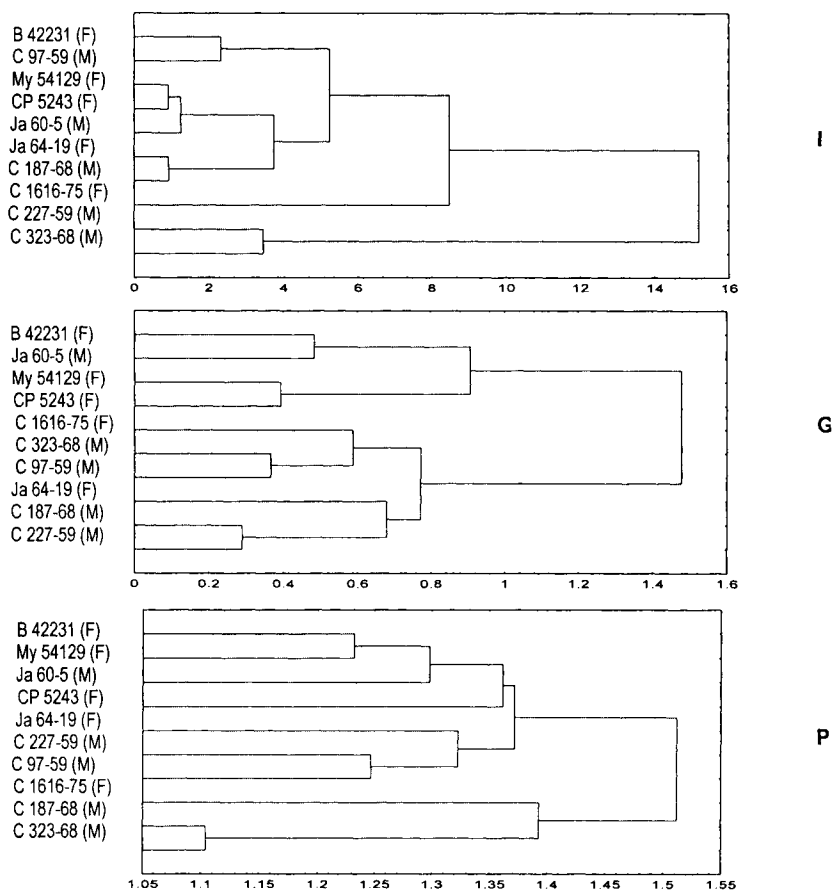 B 42231 (F)
C 97-59 (M)
My 54129 (F)
CP 5243 (F)
Ja 60-5 (M)
Ja 64-19 (F)
C 187-68 (M)
C 1616-75 (F)
C 227-59 (M)
C 323-68 (M)
I
0 2 4 6 8 10 12 14 16
B 42231 (F)
Ja 60-5 (M)
My 54129 (F)
CP 5243 (F)
C 1616-75 (F)
C 323-68 (M)
C 97-59 (M)
Ja 64-19 (F)
C 187-68 (M)
C 227-59 (M)
G
0 0.2 0.4 0.6 0.8 1 1.2 1.4 1.6
B 42231 (F)
My 54129 (F)
Ja 60-5 (M)
CP 5243 (F)
Ja 64-19 (F)
C 227-59 (M)
C 97-59 (M)
C 1616-75 (F)
C 187-68 (M)
C 323-68 (M)
P
1.05 1.1 1.15 1.2 1.25 1.3 1.35 1.4 1.45 1.5 1.55